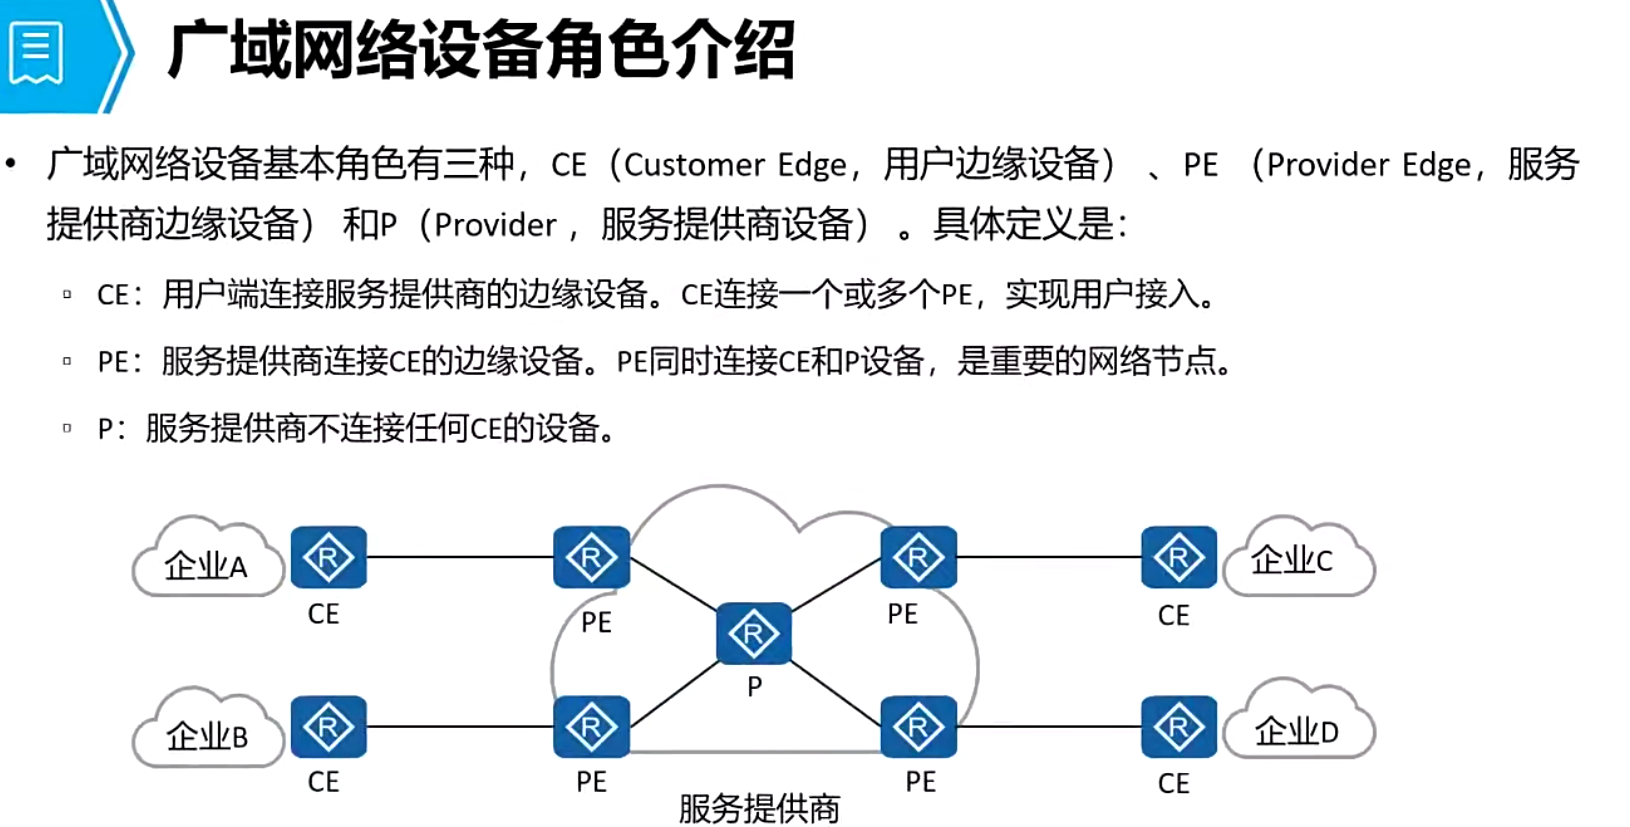 广域网络设备角色介绍
• 广域网络设备基本角色有三种，CE（Customer Edge，用户边缘设备）、PE （Provider Edge，服务
提供商边缘设备） 和P（Provider ，服务提供商设备） 。具体定义是：
▫ CE：用户端连接服务提供商的边缘设备。CE连接一个或多个PE，实现用户接入。
▫ PE：服务提供商连接CE的边缘设备。PE同时连接CE和P设备，是重要的网络节点。
▫ P：服务提供商不连接任何CE的设备。
企业A R R R R 企业C
CE PE PE CE
R
P
企业B R R R R 企业D
CE PE PE CE
服务提供商